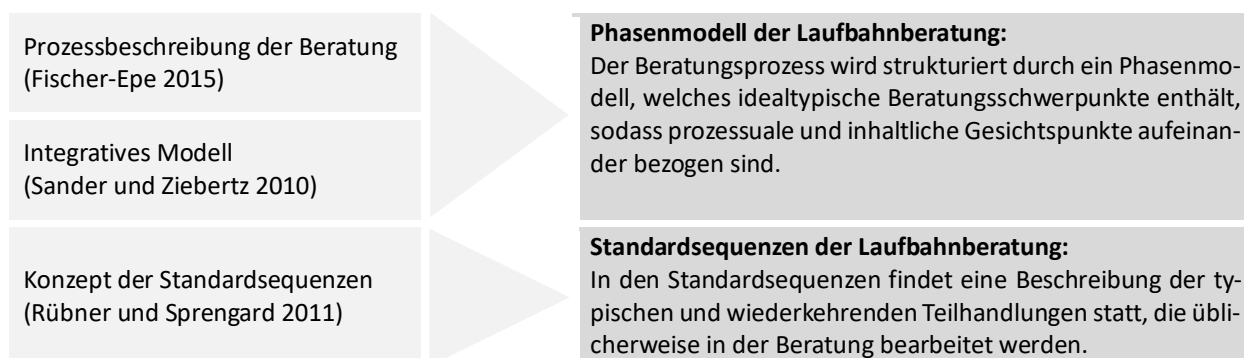 Prozessbeschreibung der Beratung
(Fischer-Epe 2015)
Integratives Modell
(Sander und Ziebertz 2010)
Phasenmodell der Laufbahnberatung:
Der Beratungsprozess wird strukturiert durch ein Phasenmo-
dell, welches idealtypische Beratungsschwerpunkte enthält,
sodass prozessuale und inhaltliche Gesichtspunkte aufeinan-
der bezogen sind.
Konzept der Standardsequenzen
(Rübner und Sprengard 2011)
Standardsequenzen der Laufbahnberatung:
In den Standardsequenzen findet eine Beschreibung der ty-
pischen und wiederkehrenden Teilhandlungen statt, die übli-
cherweise in der Beratung bearbeitet werden.